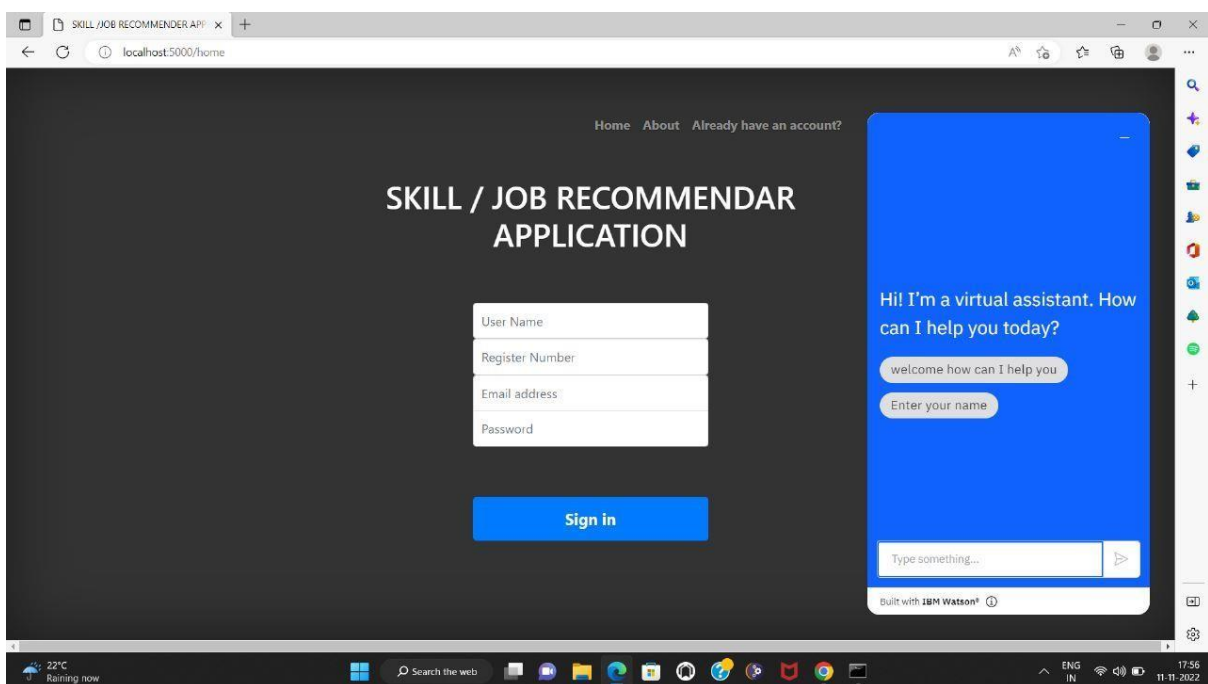 SKILL /JOB RECOMMENDER APP
localhost:5000/home
Home About Already have an account?
SKILL / JOB RECOMMENDAR
APPLICATION
User Name
Register Number
Email address
Password
Sign in
Hi! I'm a virtual assistant. How
can I help you today?
welcome how can I help you
Enter your name
Type something...
Built with IBM Watson®
22°C
Raining now
Search the web
ENG
IN
17:56
11-11-2022